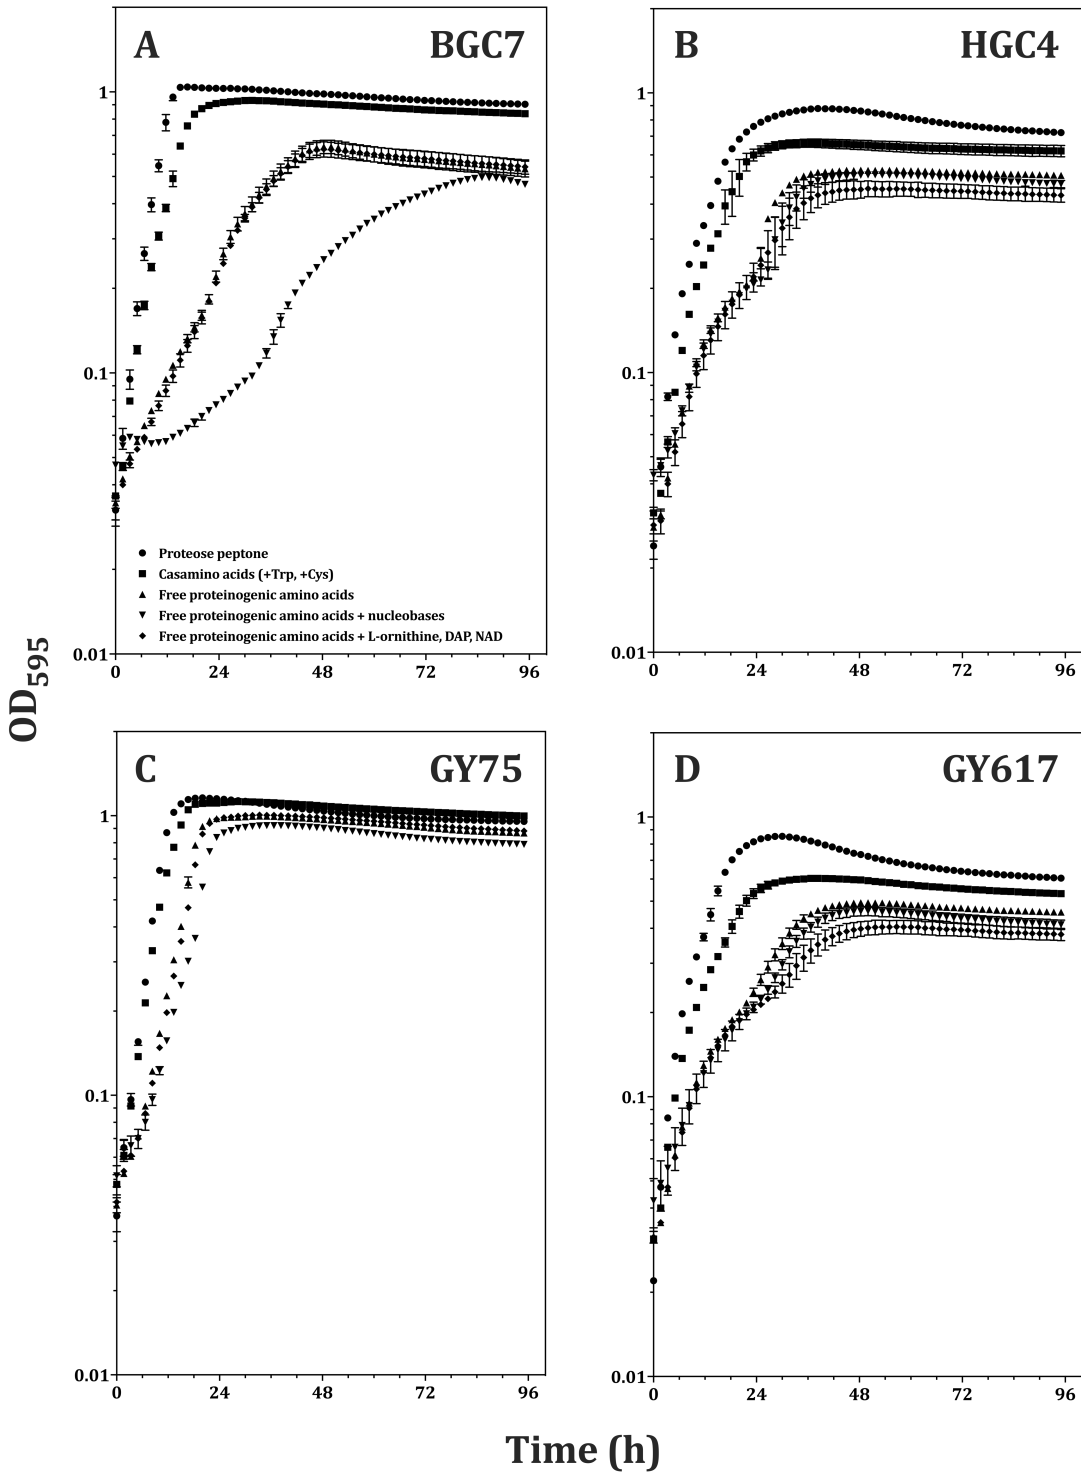 A BGC7
1
0.1
0.01
0 24 48 72 96
Proteose peptone
Casamino acids (+Trp, +Cys)
Free proteinogenic amino acids
Free proteinogenic amino acids + nucleobases
Free proteinogenic amino acids + L-ornithine, DAP, NAD
B HGC4
1
0.1
0.01
0 24 48 72 96
OD595
C GY75
1
0.1
0.01
0 24 48 72 96
D GY617
1
0.1
0.01
0 24 48 72 96
Time (h)